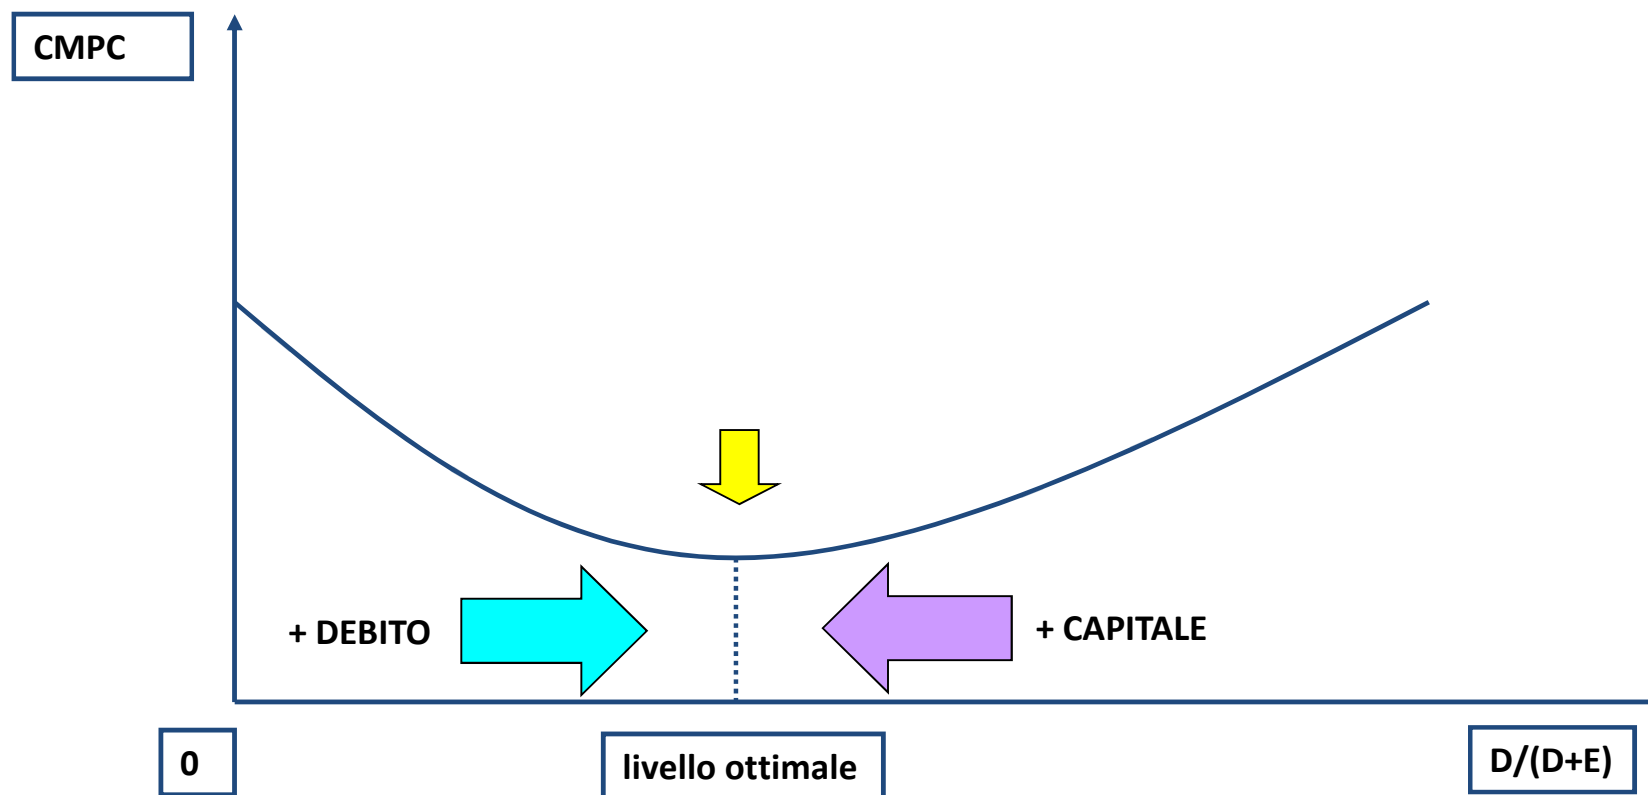 CMPC
+ DEBITO
+ CAPITALE
0
livello ottimale
D/(D+E)